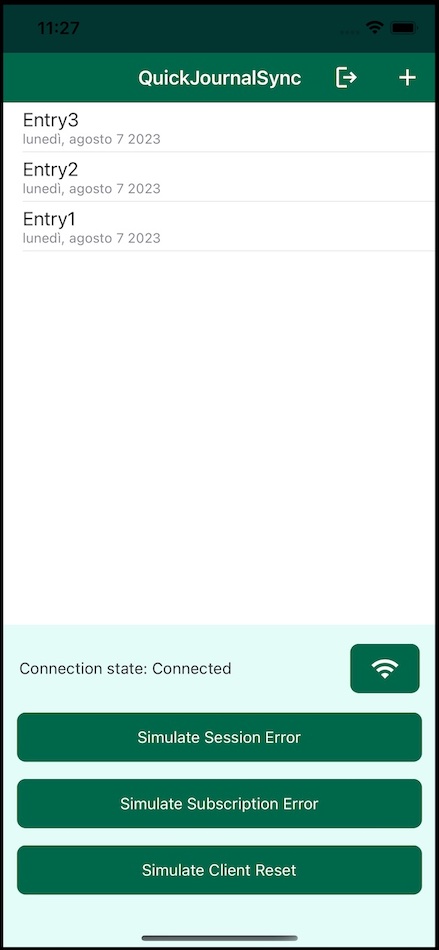 11:27
QuickJournalSync
Entry3
lunedì, agosto 7 2023
Entry2
lunedì, agosto 7 2023
Entry1
lunedì, agosto 7 2023
Connection state: Connected
Simulate Session Error
Simulate Subscription Error
Simulate Client Reset